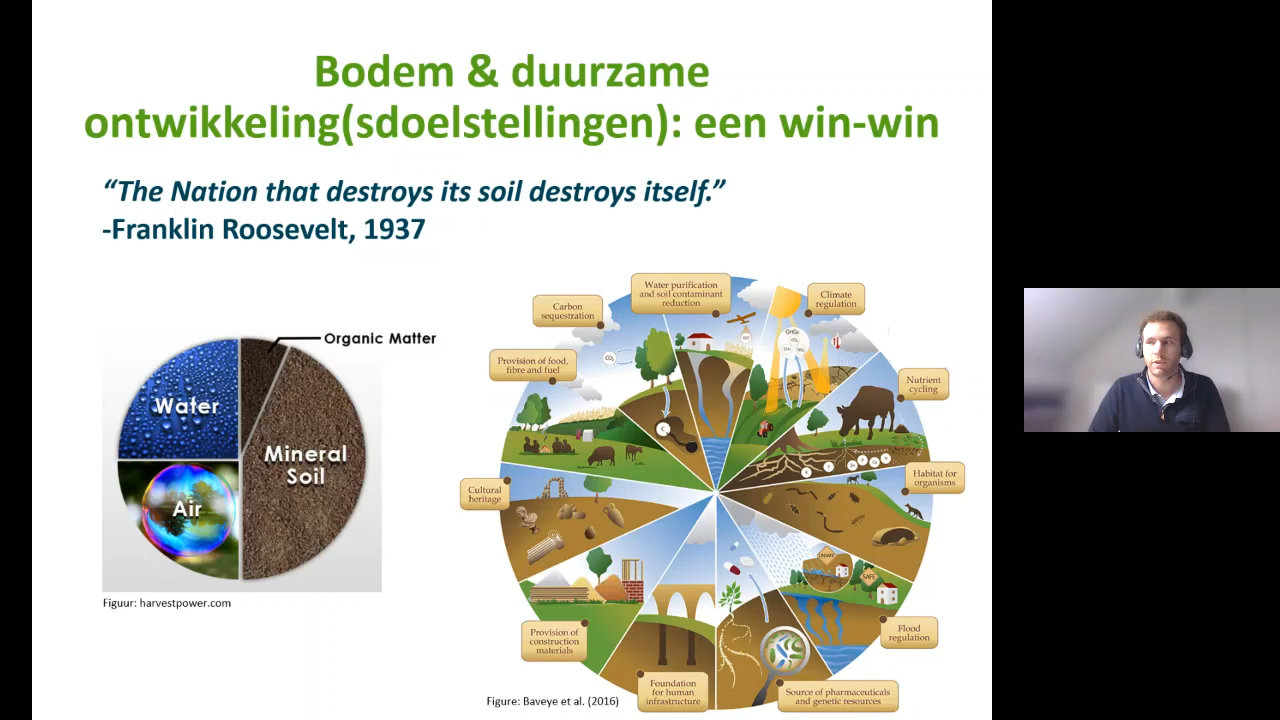 Bodem & duurzame
ontwikkeling(sdoelstellingen): een win-win
“The Nation that destroys its soil destroys itself.”
-Franklin Roosevelt, 1937
Organic Matter
Water
Mineral
Soil
Air
Figuur: harvestpower.com
Water purification
and soil contaminant
reduction
Climate
regulation
Carbon
sequestration
Provision of food,
fibre and fuel
Nutrient
cycling
Cultural
heritage
Habitat for
organisms
Provision of
construction
materials
Flood
regulation
Foundation
for human
infrastructure
Source of pharmaceuticals
and genetic resources
GHGs
CO₂
C
SAFE
Figure: Baveye et al. (2016)